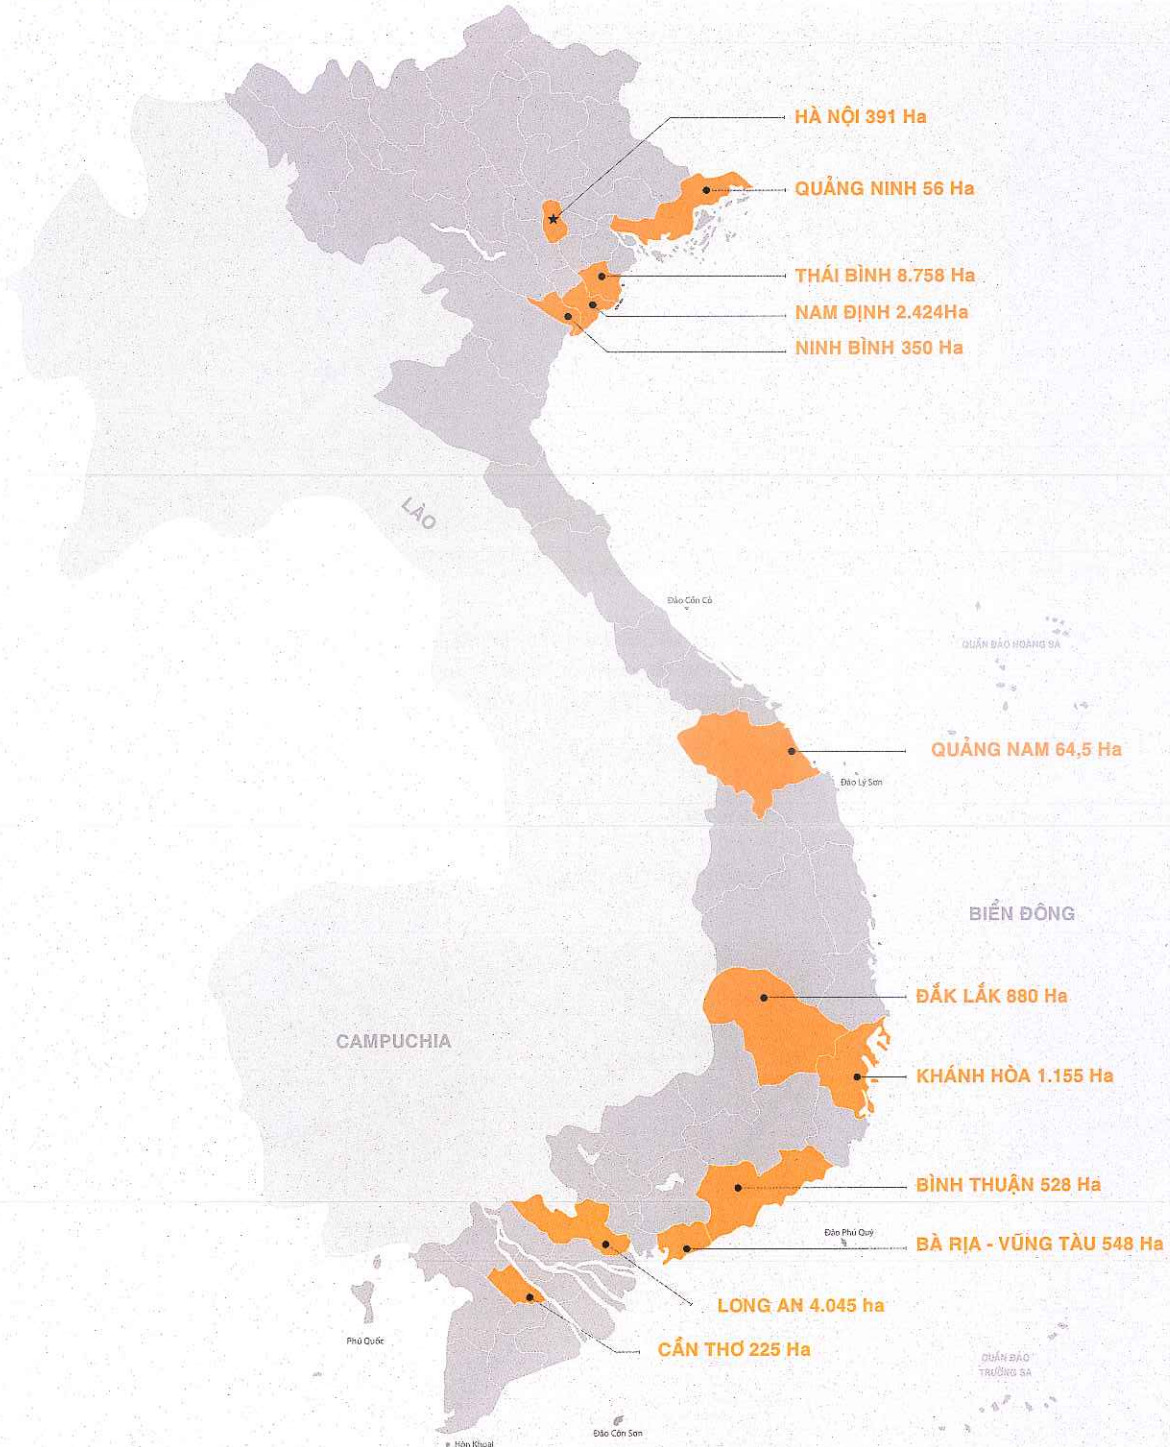 HÀ NỘI 391 Ha
QUẢNG NINH 56 Ha
THÁI BÌNH 8.758 Ha
NAM ĐỊNH 2.424Ha
NINH BÌNH 350 Ha
LÀO
Đảo Cồn Cỏ
QUẦN ĐẢO HOÀNG SA
QUẢNG NAM 64,5 Ha
Đảo Lý Sơn
BIỂN ĐÔNG
ĐẮK LẮK 880 Ha
CAMPUCHIA
KHÁNH HÒA 1.155 Ha
BÌNH THUẬN 528 Ha
Đảo Phú Quý
BÀ RỊA - VŨNG TÀU 548 Ha
LONG AN 4.045 ha
Phú Quốc
CẦN THƠ 225 Ha
QUẦN ĐẢO
TRƯỜNG SA
Đảo Côn Sơn
Hòn Khoai